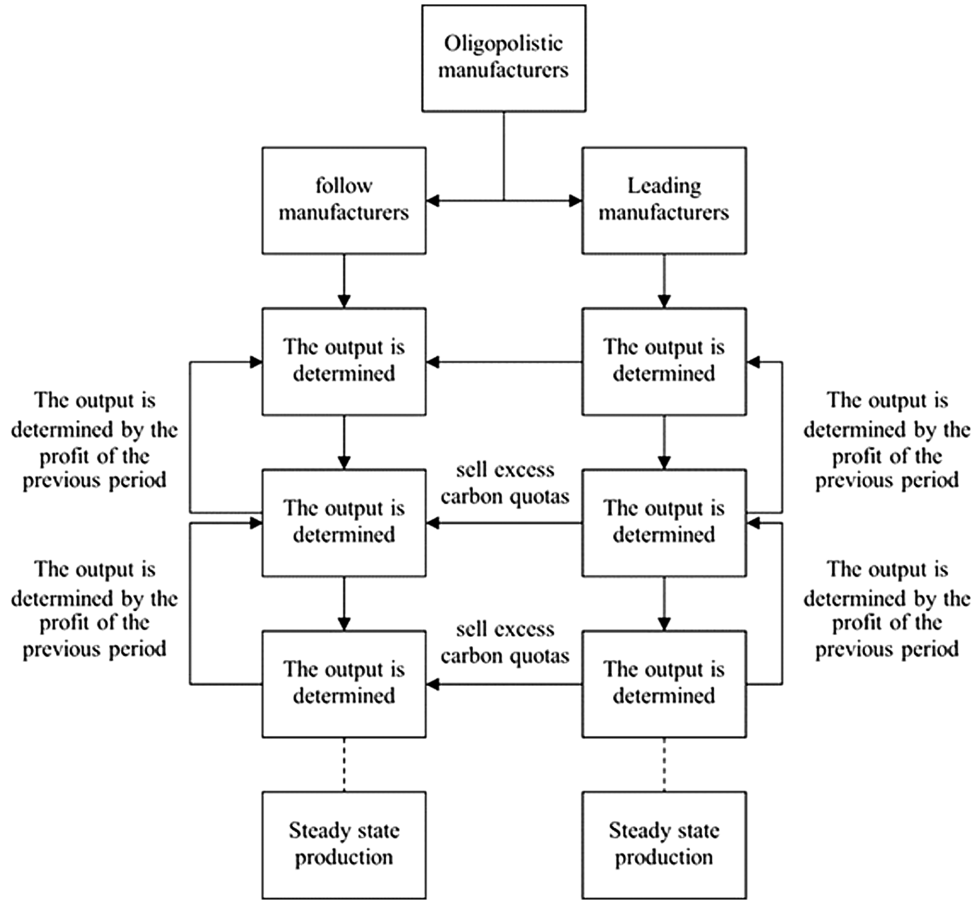 Oligopolistic
manufacturers
follow
manufacturers
Leading
manufacturers
The output is
determined
The output is
determined
The output is
determined by the
profit of the
previous period
The output is
determined by the
profit of the
previous period
sell excess
carbon quotas
The output is
determined
The output is
determined
The output is
determined by the
profit of the
previous period
The output is
determined by the
profit of the
previous period
sell excess
carbon quotas
The output is
determined
The output is
determined
Steady state
production
Steady state
production